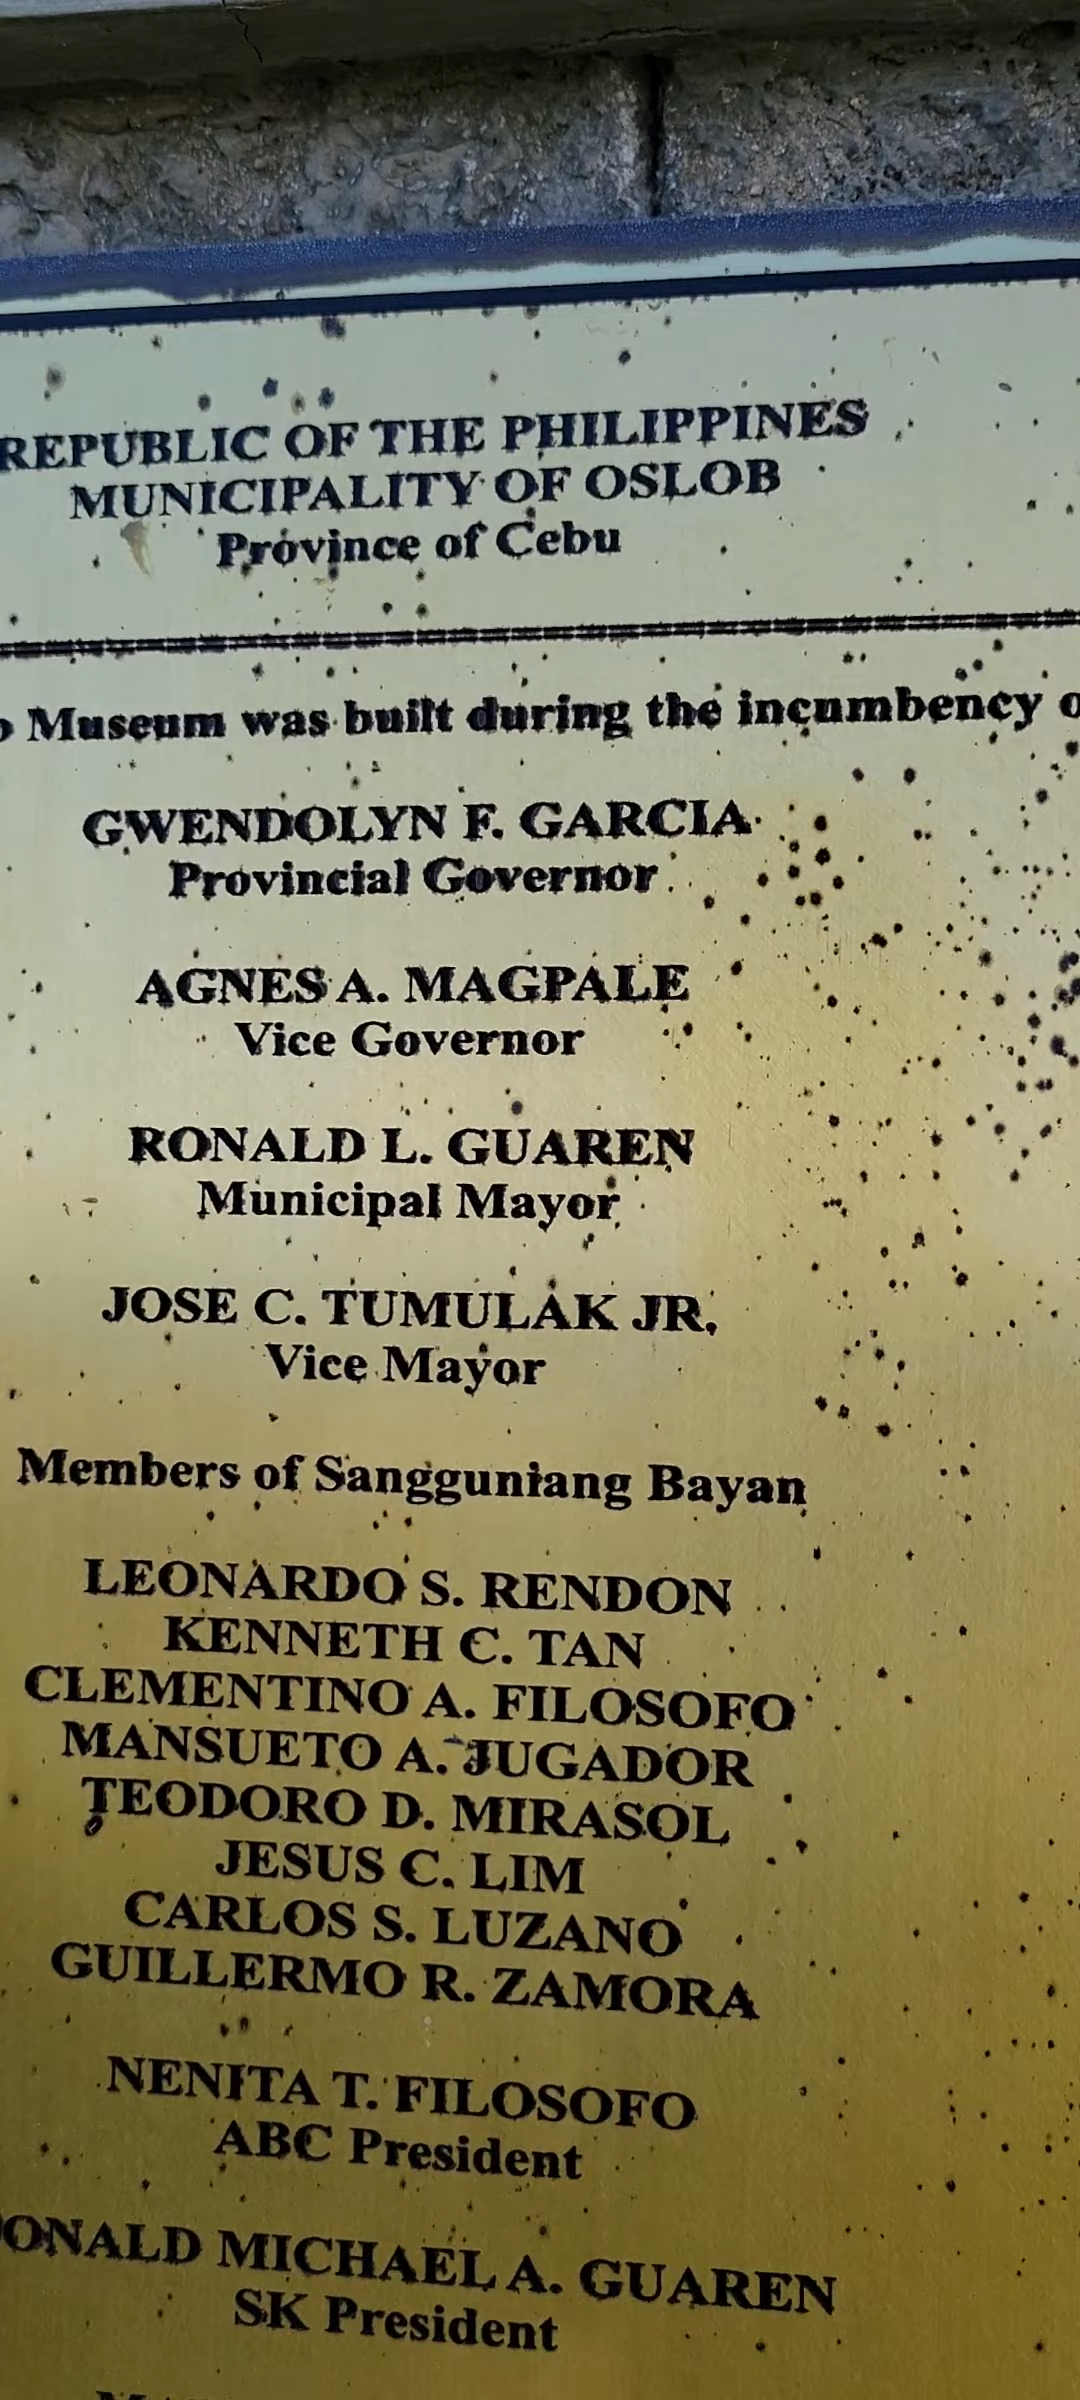 REPUBLIC OF THE PHILIPPINES
MUNICIPALITY OF OSLOB
Province of Cebu
Museum was built during the incumbency
GWENDOLYN F. GARCIA
Provincial Governor
AGNES A. MAGPALE
Vice Governor
RONALD L. GUAREN
Municipal Mayor
JOSE C. TUMULAK JR.
Vice Mayor
Members of Sangguniang Bayan
LEONARDO S. RENDON
KENNETH C. TAN
CLEMENTINO A. FILOSOFO
MANSUETO A. JUGADOR
TEODORO D. MIRASOL
JESUS C. LIM
CARLOS S. LUZANO
GUILLERMO R. ZAMORA
NENITA T. FILOSOFO
ABC President
ONALD MICHAEL A. GUAREN
SK President